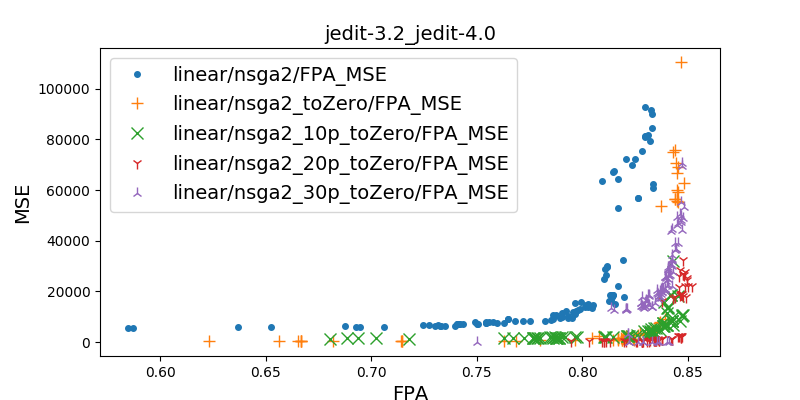 jedit-3.2_jedit-4.0
linear/nsga2/FPA_MSE
linear/nsga2_toZero/FPA_MSE
linear/nsga2_10p_toZero/FPA_MSE
linear/nsga2_20p_toZero/FPA_MSE
linear/nsga2_30p_toZero/FPA_MSE
MSE
100000
80000
60000
40000
20000
0
0.60 0.65 0.70 0.75 0.80 0.85
FPA